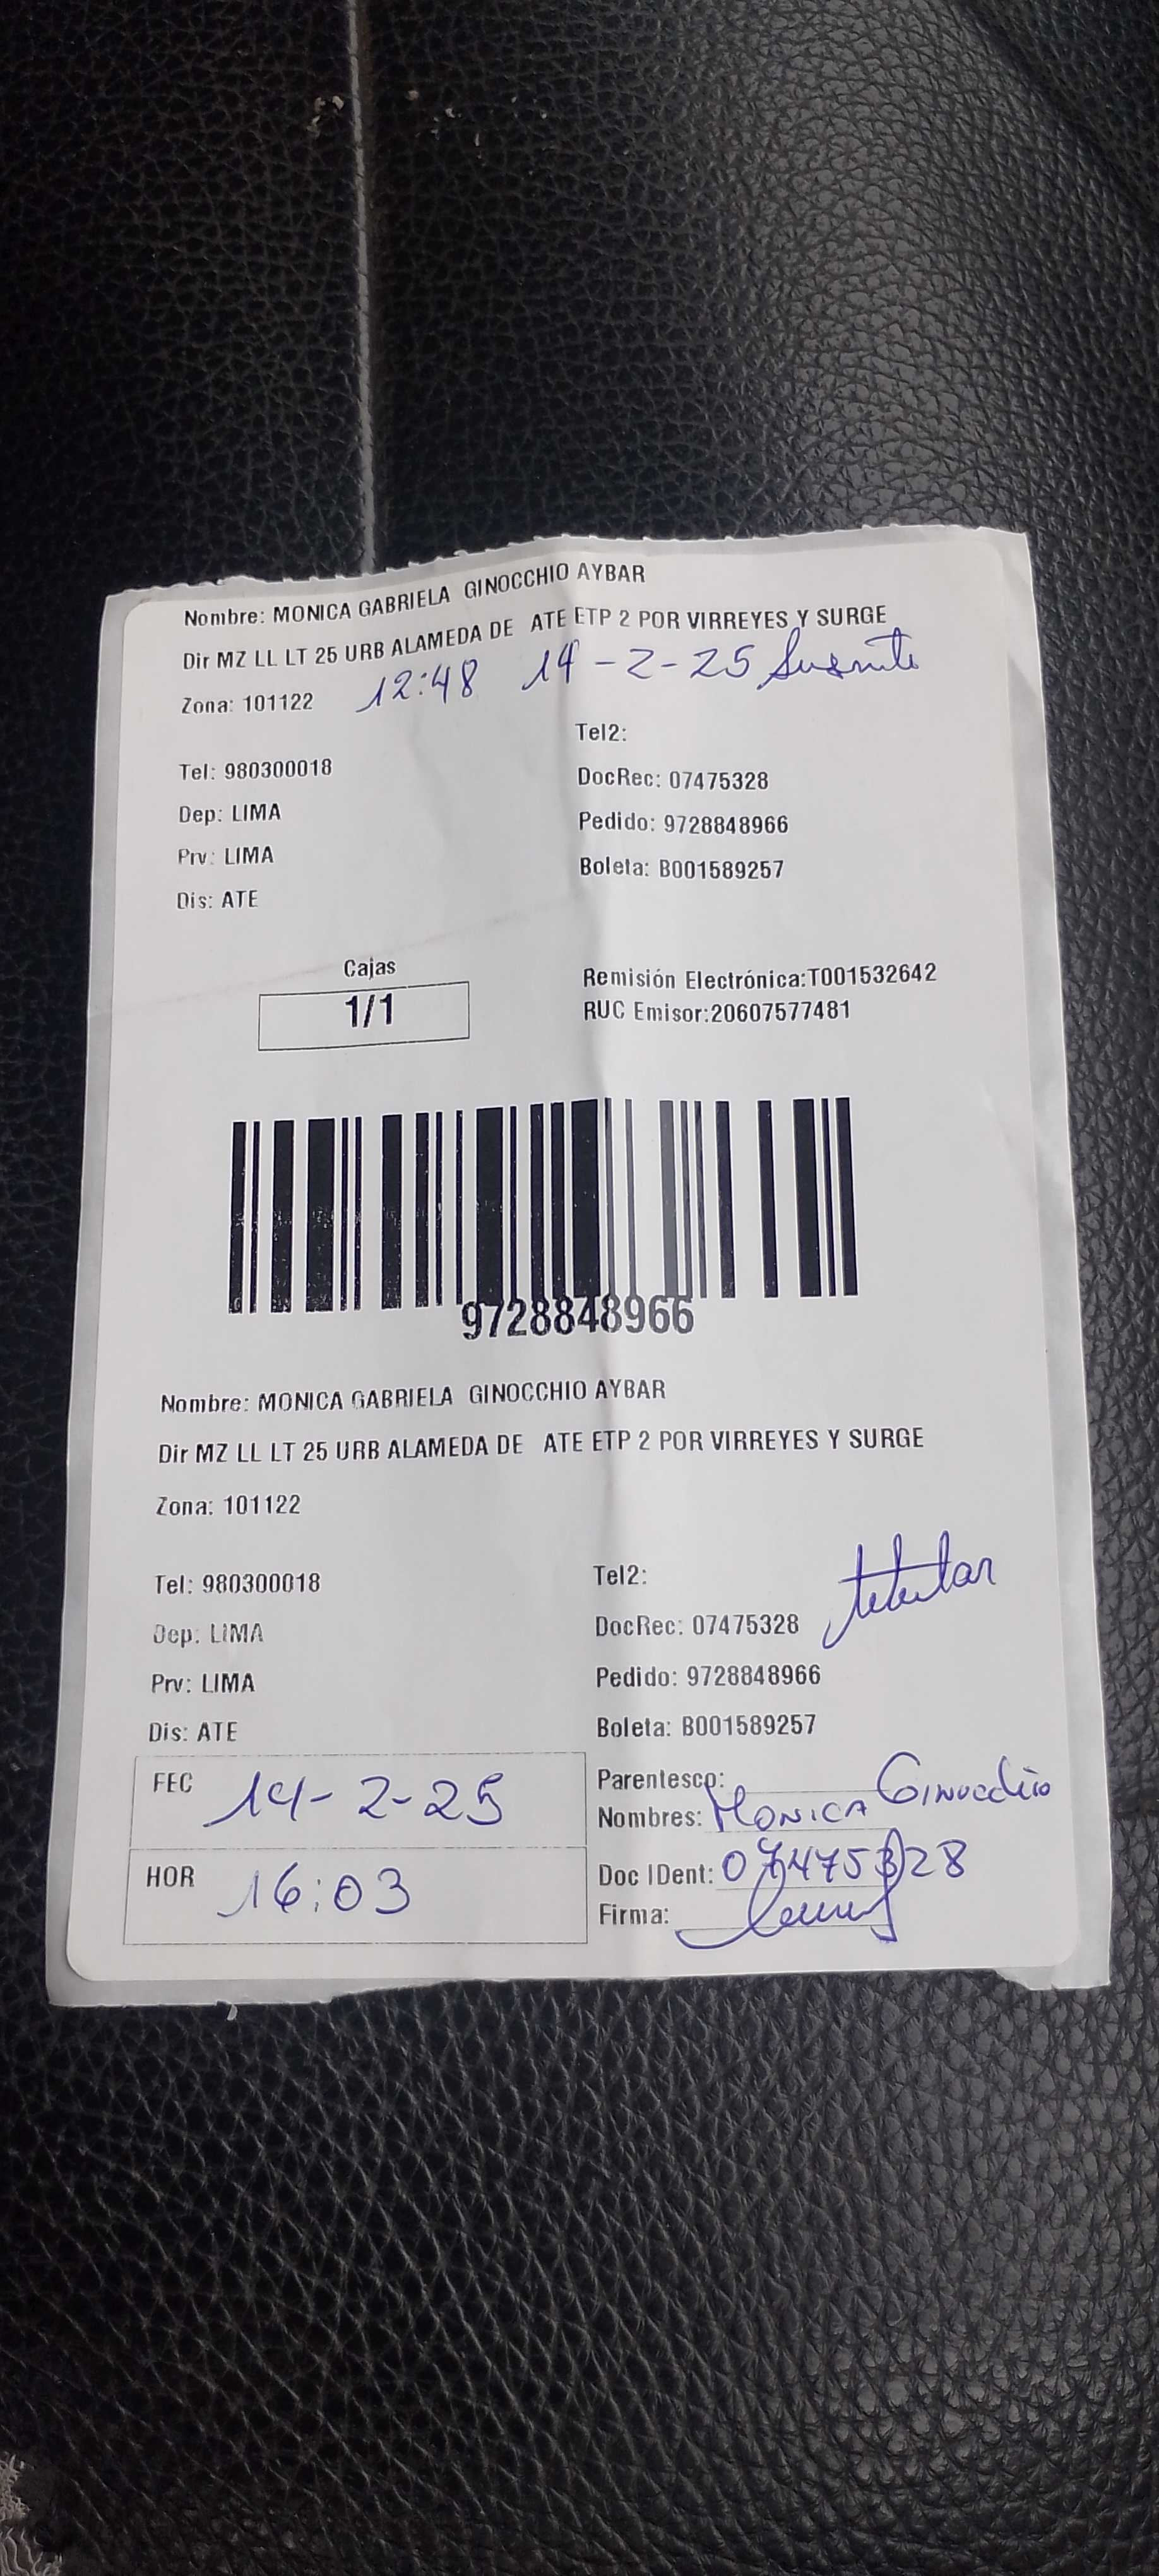 Nombre: MONICA GABRIELA GINOCCHIO AYBAR
Dir MZ LL LT 25 URB ALAMEDA DE ATE ETP 2 POR VIRREYES Y SURGE
Zona: 101122 12:48 14-2-25
Tel2:
Tel: 980300018
DocRec: 07475328
Dep: LIMA
Pedido: 9728848966
Prv: LIMA
Boleta: B001589257
Dis: ATE
Cajas
1/1
Remisión Electrónica:T001532642
RUC Emisor:20607577481
9728848966
Nombre: MONICA GABRIELA GINOCCHIO AYBAR
Dir MZ LL LT 25 URB ALAMEDA DE ATE ETP 2 POR VIRREYES Y SURGE
Zona: 101122
Tel: 980300018
Tel2:
titular
Dep: LIMA
DocRec: 07475328
Prv: LIMA
Pedido: 9728848966
Dis: ATE
Boleta: B001589257
FEC 14-2-25
Parentesco:
Nombres: MONICA Ginocchio
HOR 16:03
Doc IDent: 07475328
Firma: